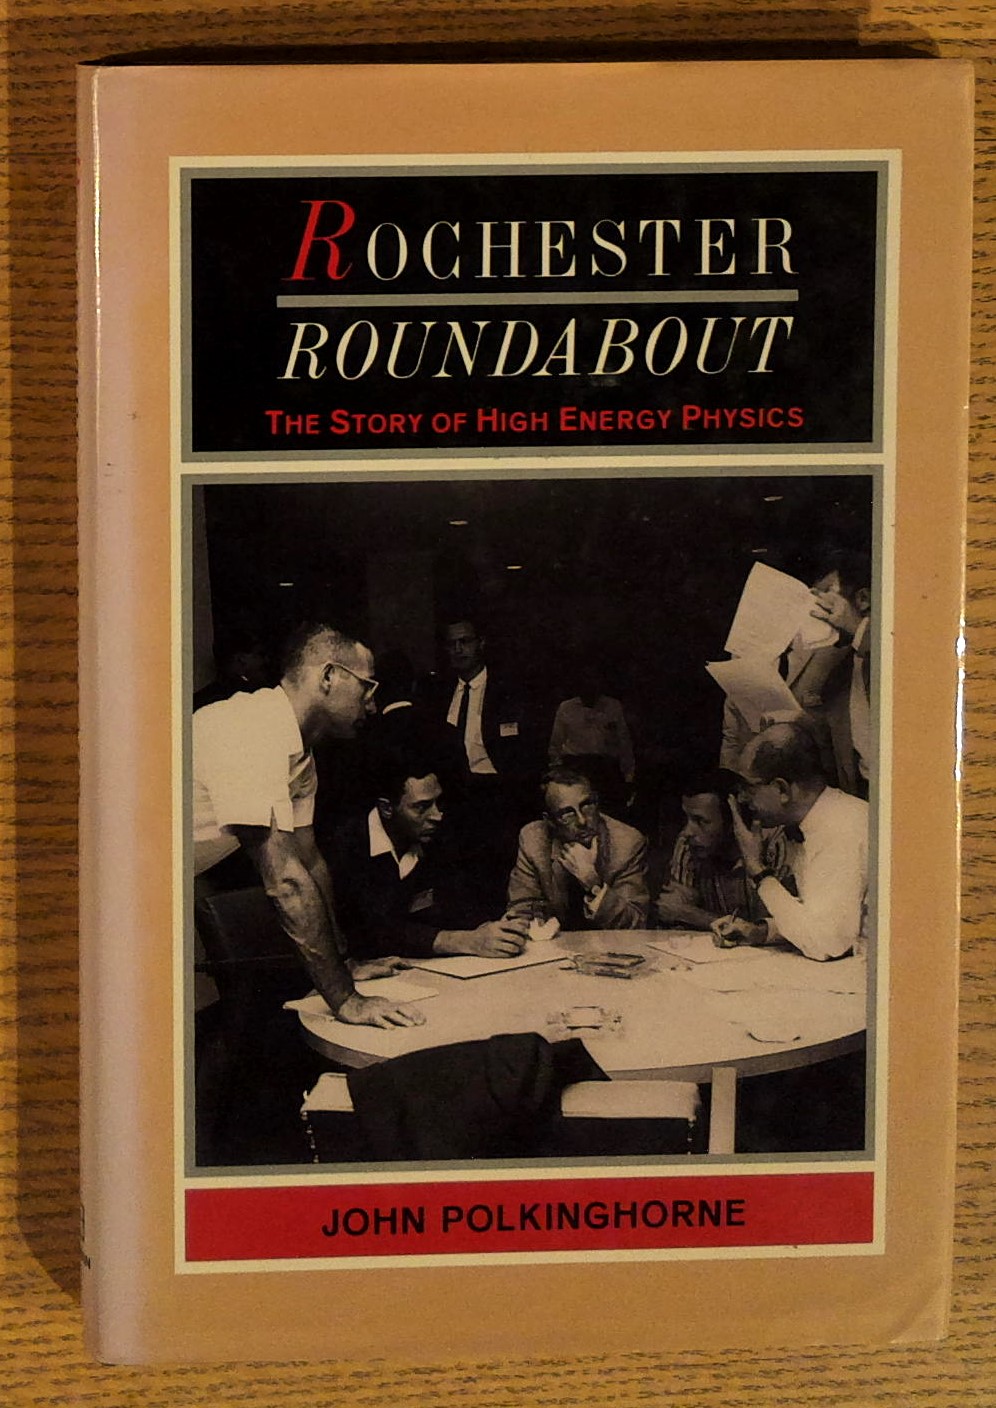 ROCHESTER
ROUNDABOUT
THE STORY OF HIGH ENERGY PHYSICS
JOHN POLKINGHORNE